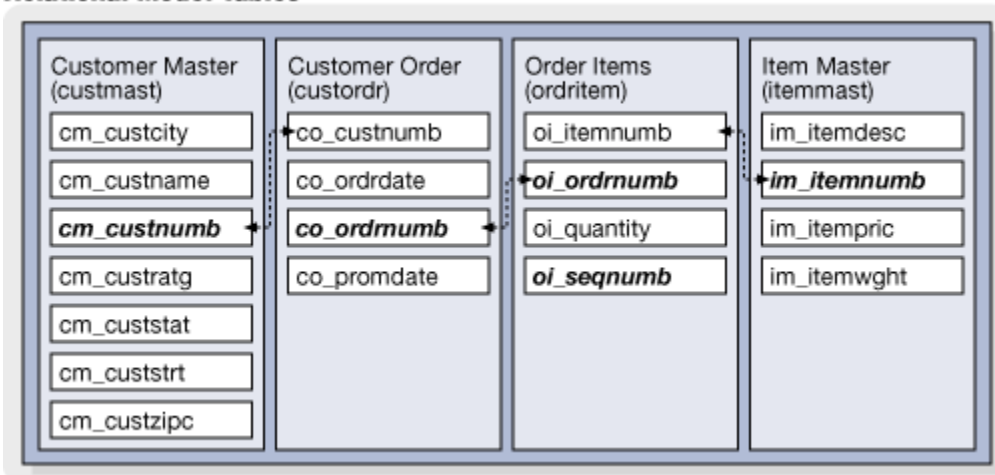 Customer Master
(custmast)
cm_custcity
cm_custname
cm_custnumb
cm_custratg
cm_custstat
cm_custstrt
cm_custzipc
Customer Order
(custordr)
co_custnumb
co_ordrdate
co_ordrnumb
co_promdate
Order Items
(ordritem)
oi_itemnumb
oi_ordrnumb
oi_quantity
oi_seqnumb
Item Master
(itemmast)
im_itemdesc
im_itemnumb
im_itempric
im_itemwght